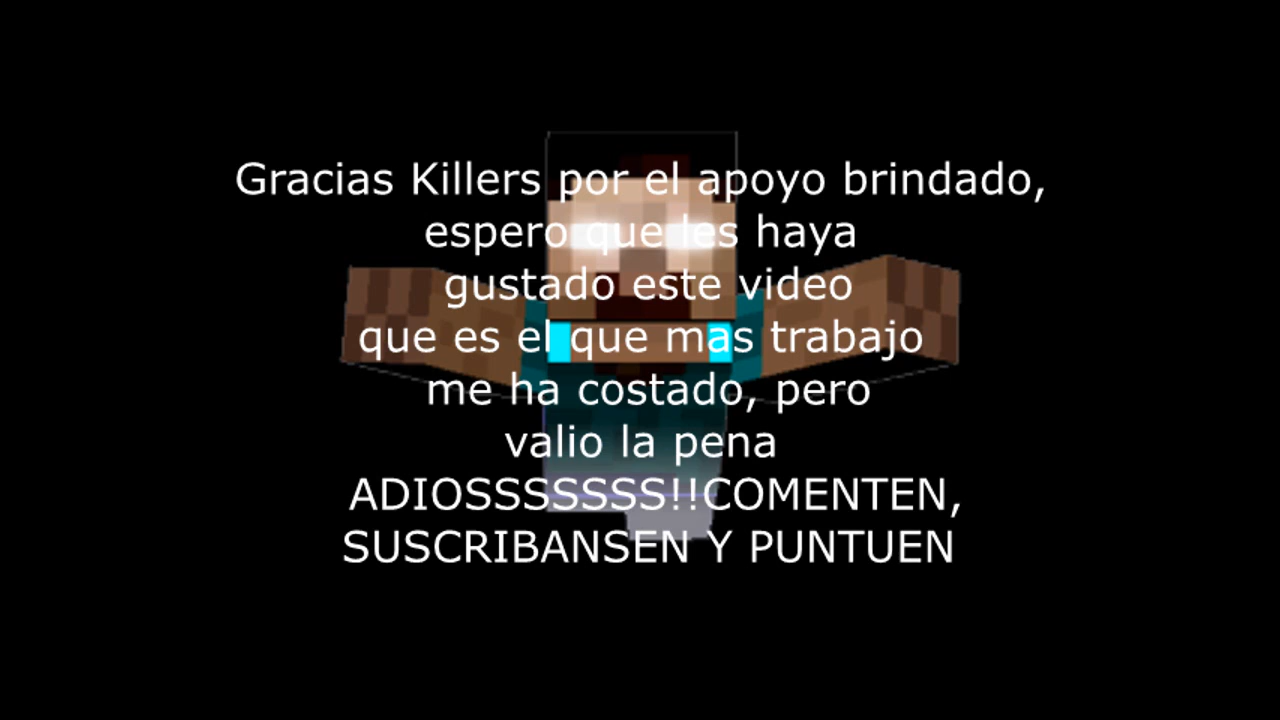 Gracias Killers por el apoyo brindado,
espero que les haya
gustado este video
que es el que mas trabajo
me ha costado, pero
valio la pena
ADIOSSSSSSS!!COMENTEN,
SUSCRIBANSEN Y PUNTUEN